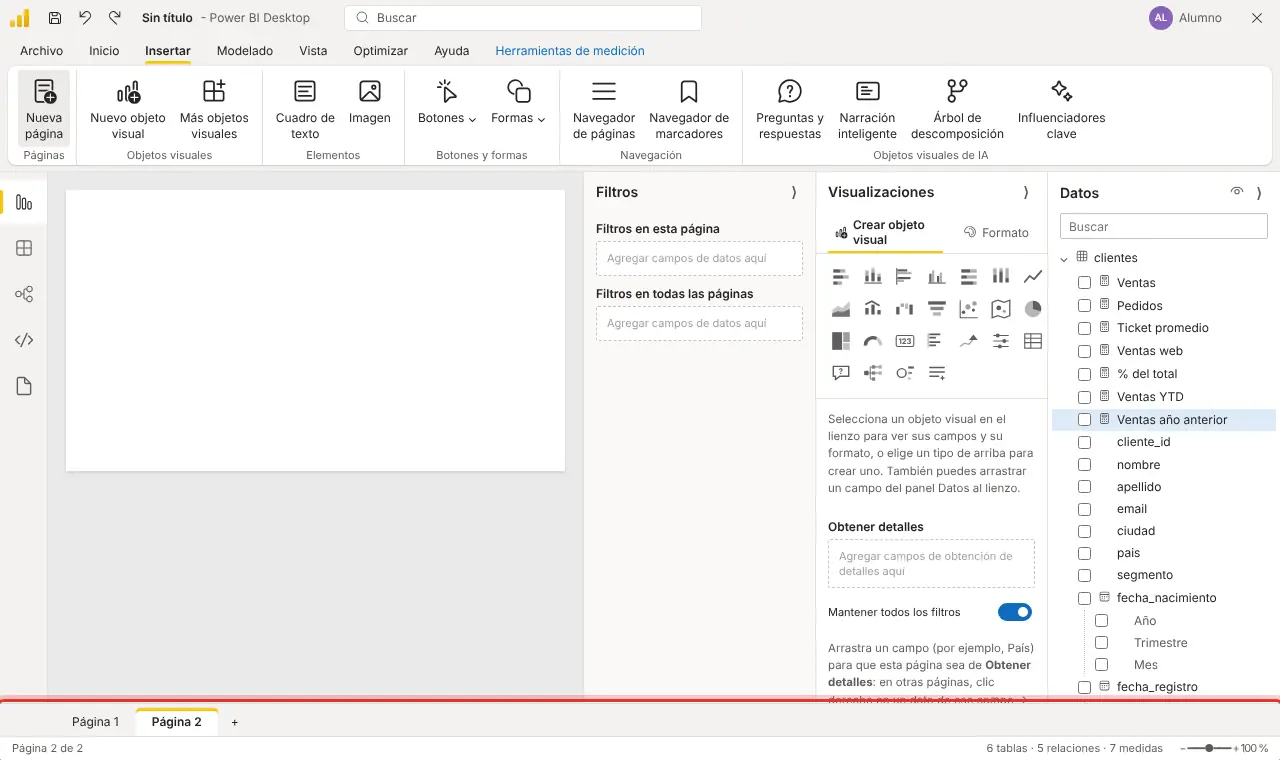 Sin título - Power BI Desktop
Buscar
AL Alumno
Archivo Inicio Insertar Modelado Vista Optimizar Ayuda Herramientas de medición
Nueva página
Nuevo objeto visual
Más objetos visuales
Cuadro de texto
Imagen
Botones
Formas
Navegador de páginas
Navegador de marcadores
Preguntas y respuestas
Narración inteligente
Árbol de descomposición
Influenciadores clave
Páginas
Objetos visuales
Elementos
Botones y formas
Navegación
Objetos visuales de IA
Filtros
Filtros en esta página
Agregar campos de datos aquí
Filtros en todas las páginas
Agregar campos de datos aquí
Visualizaciones
Crear objeto visual
Formato
123
Selecciona un objeto visual en el
lienzo para ver sus campos y su
formato, o elige un tipo de arriba para
crear uno. También puedes arrastrar
un campo del panel Datos al lienzo.
Obtener detalles
Agregar campos de obtención de
detalles aquí
Mantener todos los filtros
Arrastra un campo (por ejemplo, País)
para que esta página sea de Obtener
detalles: en otras páginas, clic
Datos
Buscar
clientes
Ventas
Pedidos
Ticket promedio
Ventas web
% del total
Ventas YTD
Ventas año anterior
cliente_id
nombre
apellido
email
ciudad
pais
segmento
fecha_nacimiento
Año
Trimestre
Mes
fecha_registro
Página 1
Página 2
+
Página 2 de 2
6 tablas · 5 relaciones · 7 medidas
− + 100 %